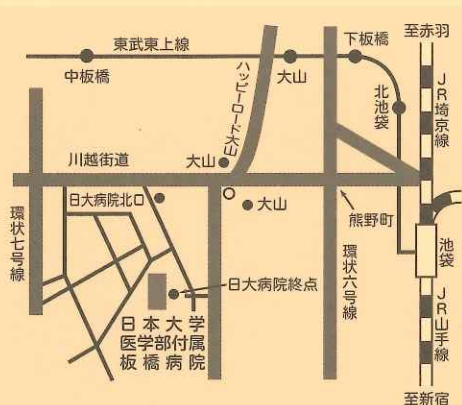 東武東上線
下板橋
至赤羽
中板橋
大山
北池袋
JR埼京線
ハッピーロード大山
川越街道
大山
日大病院北口
大山
熊野町
環状七号線
環状六号線
池袋
日大病院終点
日本大学
医学部付属
板橋病院
JR山手線
至新宿